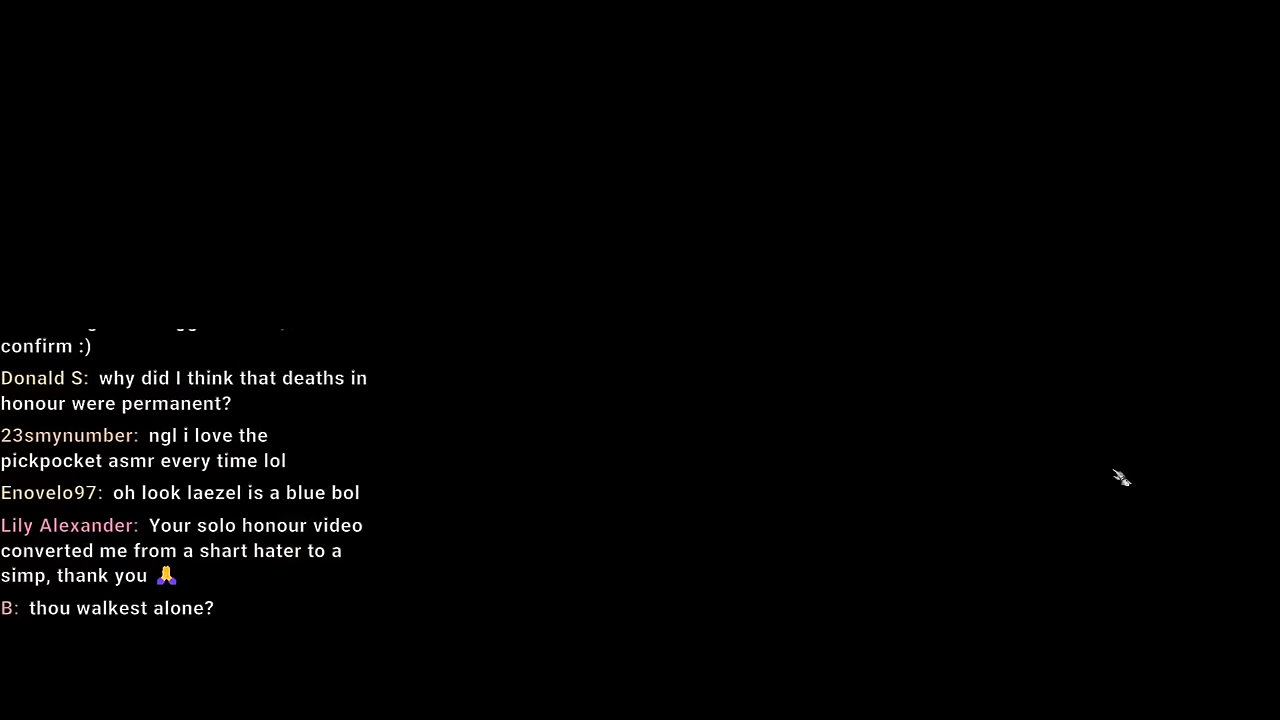 confirm :)
Donald S: why did I think that deaths in
honour were permanent?
23smynumber: ngl i love the
pickpocket asmr every time lol
Enovelo97: oh look laezel is a blue bol
Lily Alexander: Your solo honour video
converted me from a shart hater to a
simp, thank you 🙏
B: thou walkest alone?